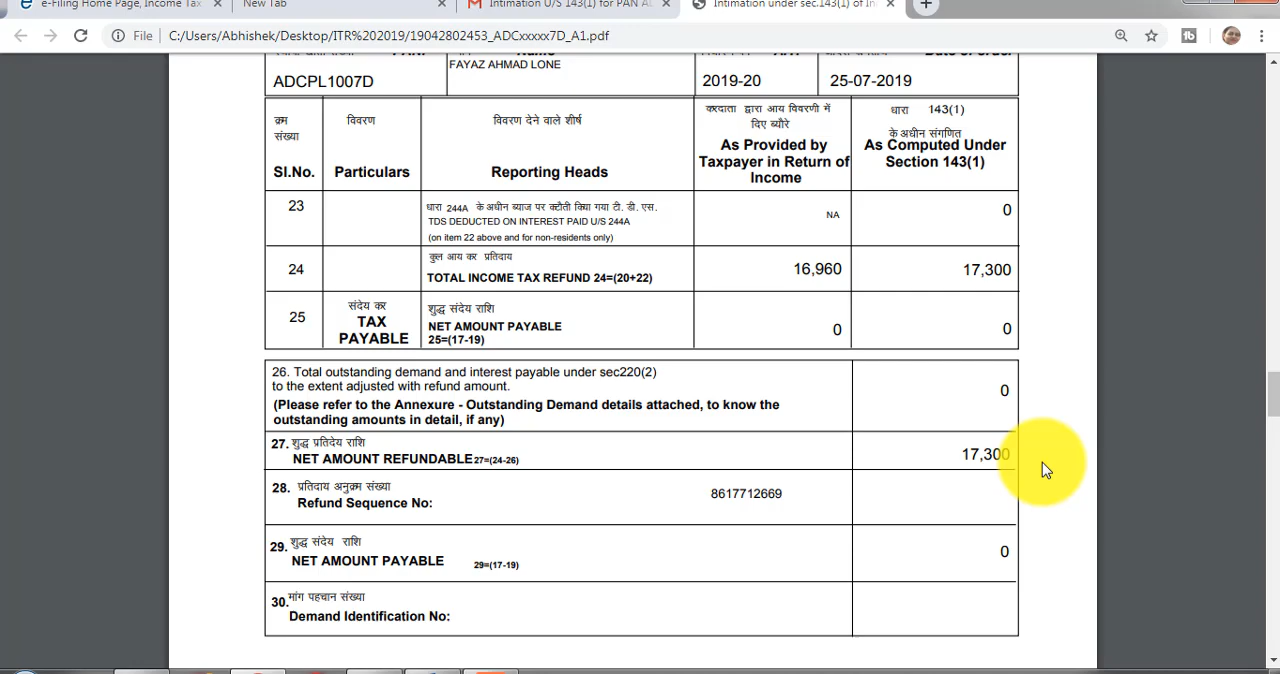 e-Filing Home Page, Income Tax
New Tab
Intimation U/S 143(1) for PAN AD
Intimation under sec.143(1) of In
File C:/Users/Abhishek/Desktop/ITR%202019/19042802453_ADCxxxxx7D_A1.pdf
Name
Date of order
ADCPL1007D
FAYAZ AHMAD LONE
2019-20
25-07-2019
क्रम संख्या
विवरण
विवरण देने वाले शीर्ष
करदाता द्वारा आय विवरणी में
दिए ब्यौरे
धारा 143(1)
के अधीन संगणित
Sl.No.
Particulars
Reporting Heads
As Provided by
Taxpayer in Return of
Income
As Computed Under
Section 143(1)
23
धारा 244A के अधीन ब्याज पर कटौती किया गया टी. डी. एस.
TDS DEDUCTED ON INTEREST PAID U/S 244A
(on item 22 above and for non-residents only)
NA
0
24
कुल आय कर प्रतिदाय
TOTAL INCOME TAX REFUND 24=(20+22)
16,960
17,300
25
संदेय कर
TAX
PAYABLE
शुद्ध संदेय राशि
NET AMOUNT PAYABLE
25=(17-19)
0
0
26. Total outstanding demand and interest payable under sec220(2)
to the extent adjusted with refund amount.
(Please refer to the Annexure - Outstanding Demand details attached, to know the
outstanding amounts in detail, if any)
0
27. शुद्ध प्रतिदेय राशि
NET AMOUNT REFUNDABLE 27=(24-26)
17,300
28. प्रतिदाय अनुक्रम संख्या
Refund Sequence No:
8617712669
29. शुद्ध संदेय राशि
NET AMOUNT PAYABLE 29=(17-19)
0
30. मांग पहचान संख्या
Demand Identification No: